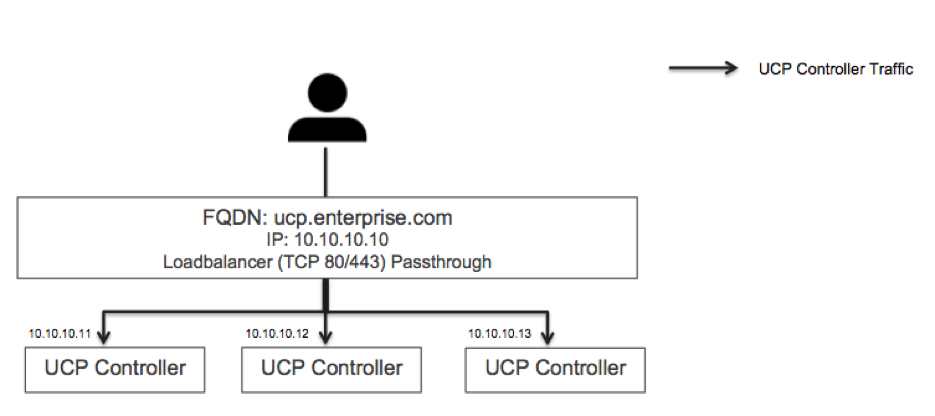 UCP Controller Traffic
FQDN: ucp.enterprise.com
IP: 10.10.10.10
Loadbalancer (TCP 80/443) Passthrough
10.10.10.11
10.10.10.12
10.10.10.13
UCP Controller
UCP Controller
UCP Controller